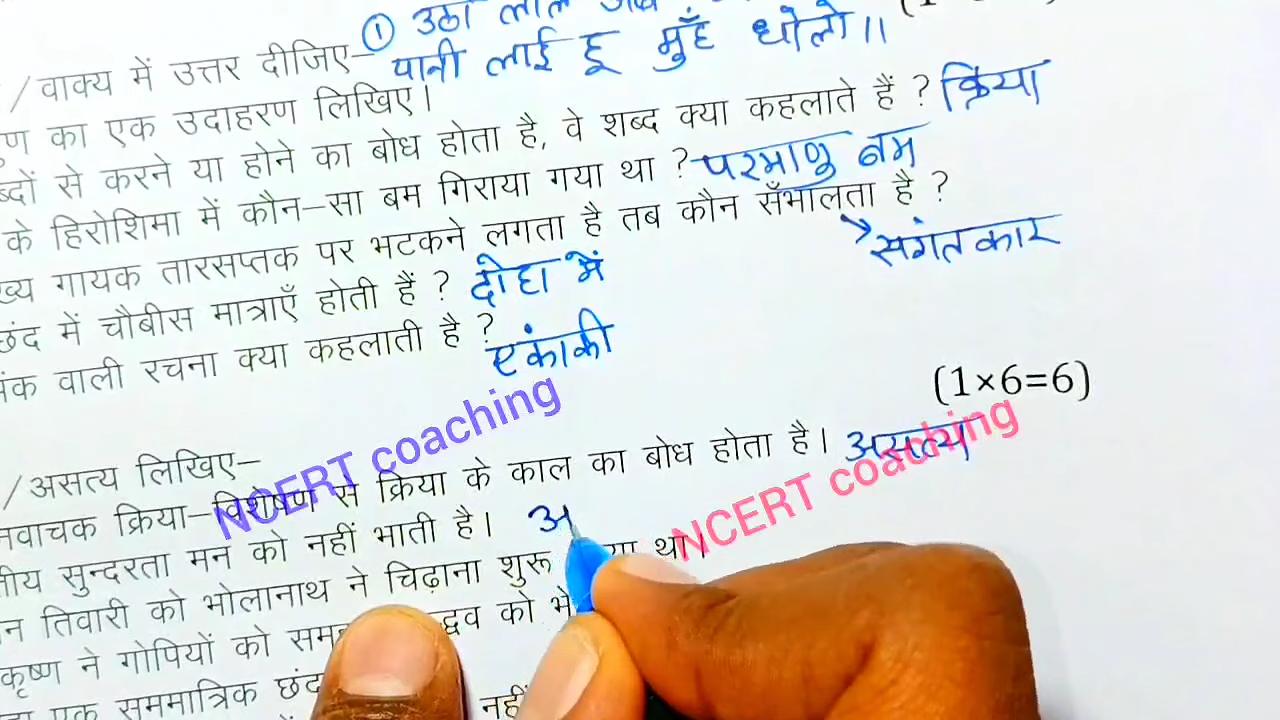 ① उठो लाल अब
/ वाक्य में उत्तर दीजिए– पानी लाई हू मुँह धोलो॥
का एक उदाहरण लिखिए।
ब्दों से करने या होने का बोध होता है, वे शब्द क्या कहलाते हैं ? क्रिया
के हिरोशिमा में कौन–सा बम गिराया गया था ? परमाणु बम
ख्य गायक तारसप्तक पर भटकने लगता है तब कौन सँभालता है ?
→ संगतकार
छंद में चौबीस मात्राएँ होती हैं ? दोहा में
अंक वाली रचना क्या कहलाती है ? एकांकी
(1×6=6)
NCERT coaching
NCERT coaching
/ असत्य लिखिए–
नवाचक क्रिया–विशेषण से क्रिया के काल का बोध होता है। असत्य
तीय सुन्दरता मन को नहीं भाती है। अ
न तिवारी को भोलानाथ ने चिढ़ाना शुरू था।
कृष्ण ने गोपियों को को
एक सममात्रिक छंद नहीं